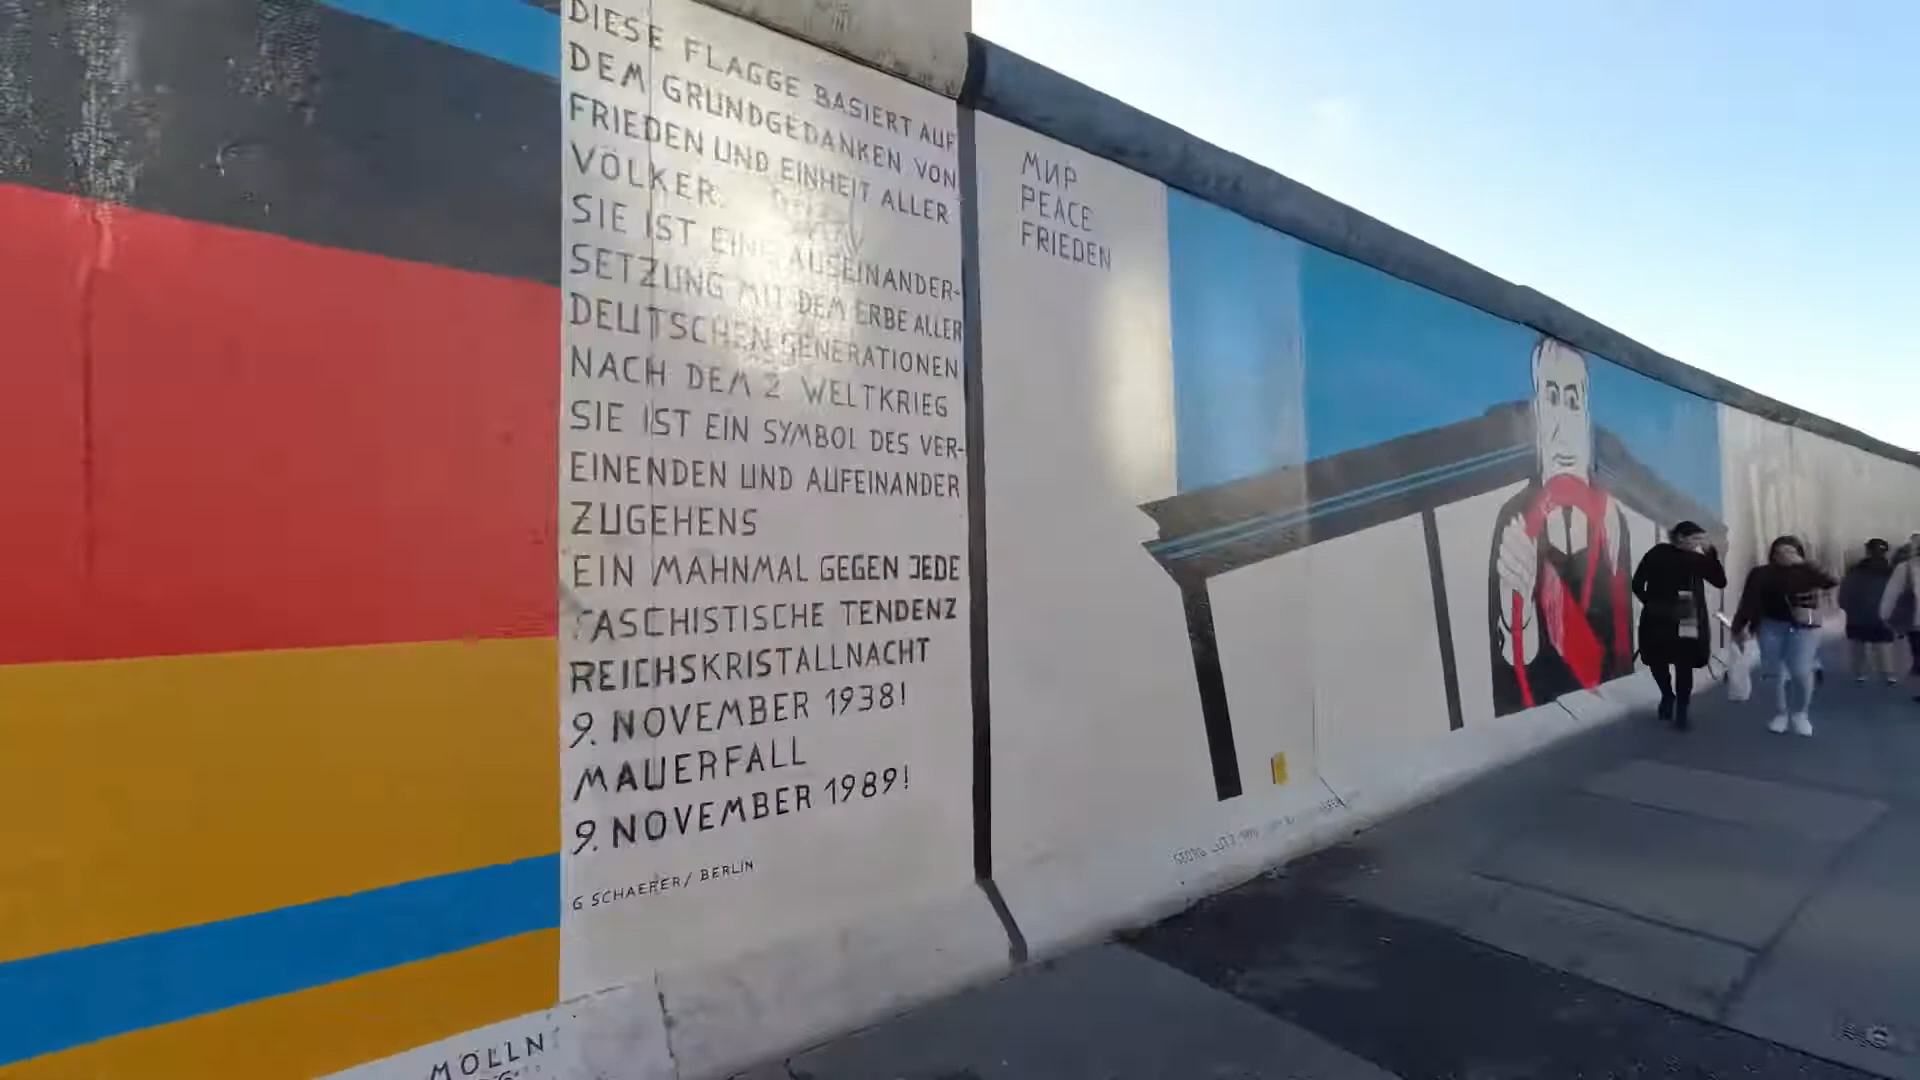 DIESE FLAGGE BASIERT AUF
DEM GRUNDGEDANKEN VON
FRIEDEN UND EINHEIT ALLER
VÖLKER.
SIE IST EINE AUSEINANDER-
SETZUNG MIT DEM ERBE ALLER
DEUTSCHEN GENERATIONEN
NACH DEM 2 WELTKRIEG
SIE IST EIN SYMBOL DES VER-
EINENDEN UND AUFEINANDER
ZUGEHENS
EIN MAHNMAL GEGEN JEDE
FASCHISTISCHE TENDENZ
REICHSKRISTALLNACHT
9. NOVEMBER 1938!
MAUERFALL
9. NOVEMBER 1989!
G SCHAEFER/ BERLIN
MÖLLN
МИР
PEACE
FRIEDEN
GEORG